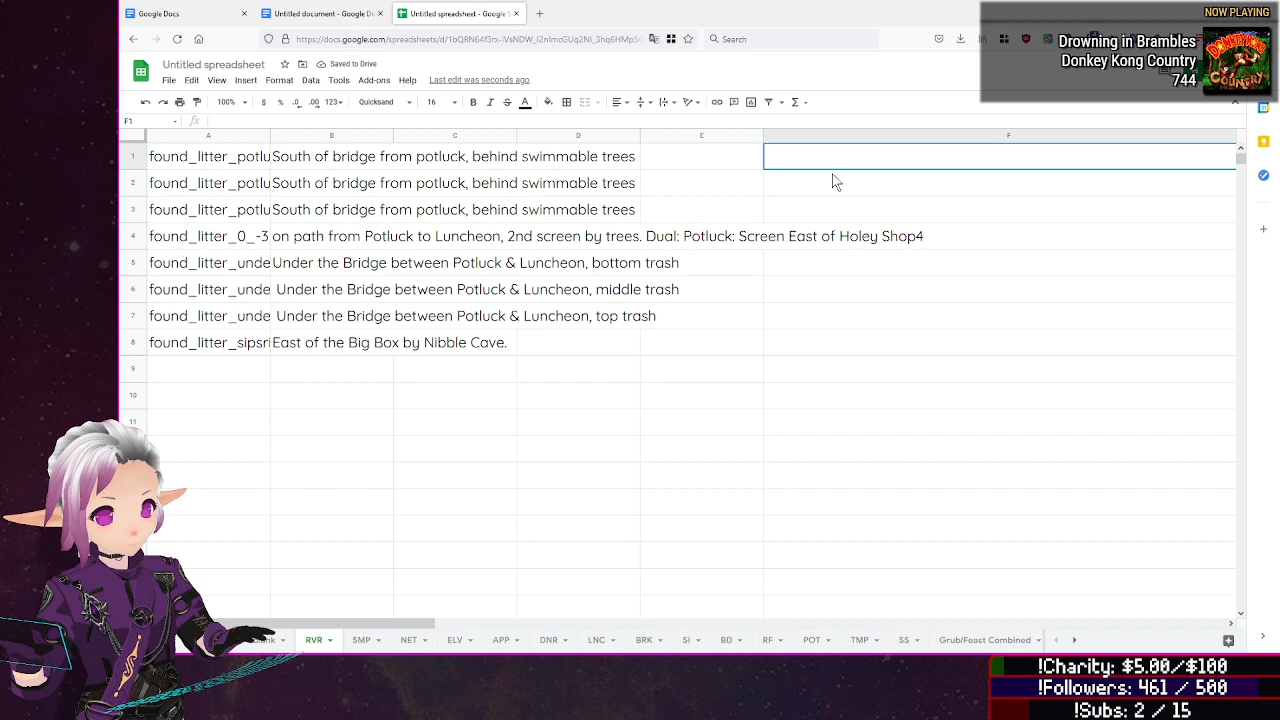 Google Docs
Untitled document - Google Do
Untitled spreadsheet - Google S
NOW PLAYING
Drowning in Brambles
Donkey Kong Country
744
DONKEY KONG
COUNTRY
Search
Untitled spreadsheet
Saved to Drive
File Edit View Insert Format Data Tools Add-ons Help Last edit was seconds ago
100% $ % .0 .00 123 Quicksand 16 B I S A
F1 fx
A B C D E F
1 found_litter_potlu South of bridge from potluck, behind swimmable trees
2 found_litter_potlu South of bridge from potluck, behind swimmable trees
3 found_litter_potlu South of bridge from potluck, behind swimmable trees
4 found_litter_0_-3 on path from Potluck to Luncheon, 2nd screen by trees. Dual: Potluck: Screen East of Holey Shop4
5 found_litter_unde Under the Bridge between Potluck & Luncheon, bottom trash
6 found_litter_unde Under the Bridge between Potluck & Luncheon, middle trash
7 found_litter_unde Under the Bridge between Potluck & Luncheon, top trash
8 found_litter_sipsri East of the Big Box by Nibble Cave.
9
10
11
RVR SMP NET ELV APP DNR LNC BRK SI BD RF POT TMP SS Grub/Feast Combined
!Charity: $5.00/$100
!Followers: 461 / 500
!Subs: 2 / 15